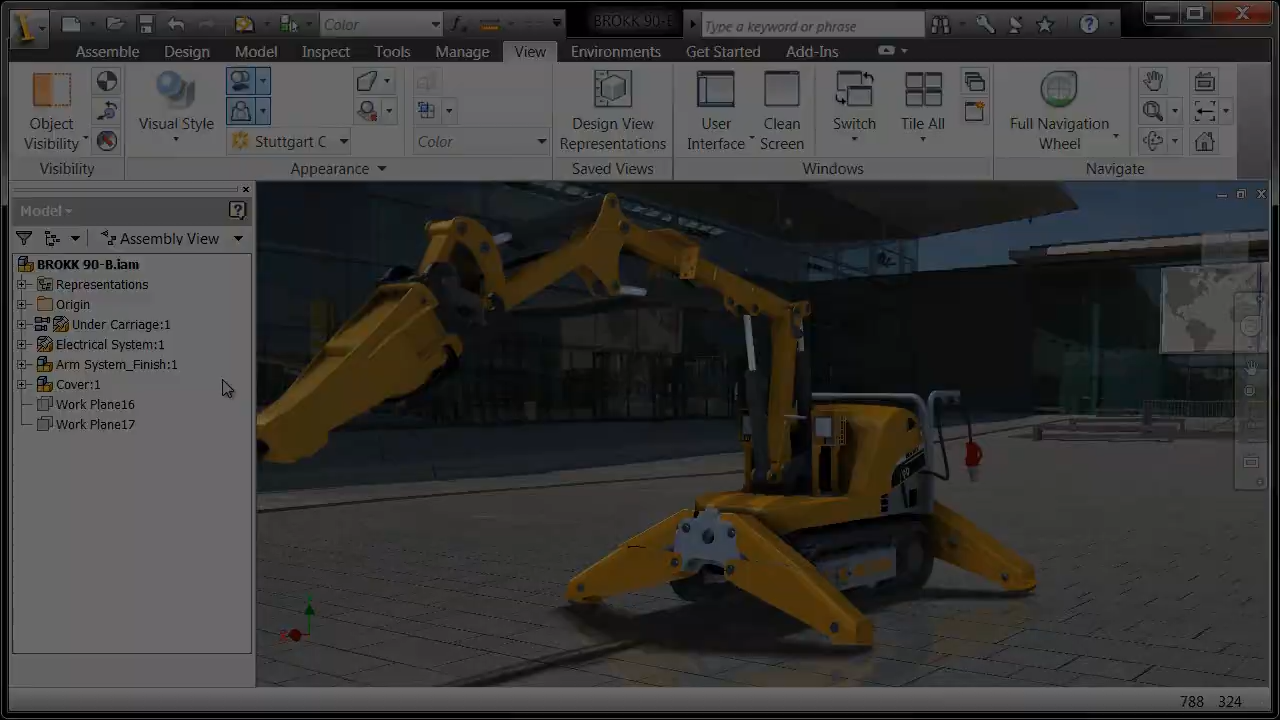 Color
BROKK 90-B
Type a keyword or phrase
Assembly Design Model Inspect Tools Manage View Environments Get Started Add-Ins
Object
Visibility
Visual Style
Stuttgart C
Color
Design View
Representations
User
Interface
Clean
Screen
Switch
Tile All
Full Navigation
Wheel
Visibility
Appearance
Saved Views
Windows
Navigate
Model
Assembly View
BROKK 90-B.iam
Representations
Origin
Under Carriage:1
Electrical System:1
Arm System_Finish:1
Cover:1
Work Plane16
Work Plane17
788 324